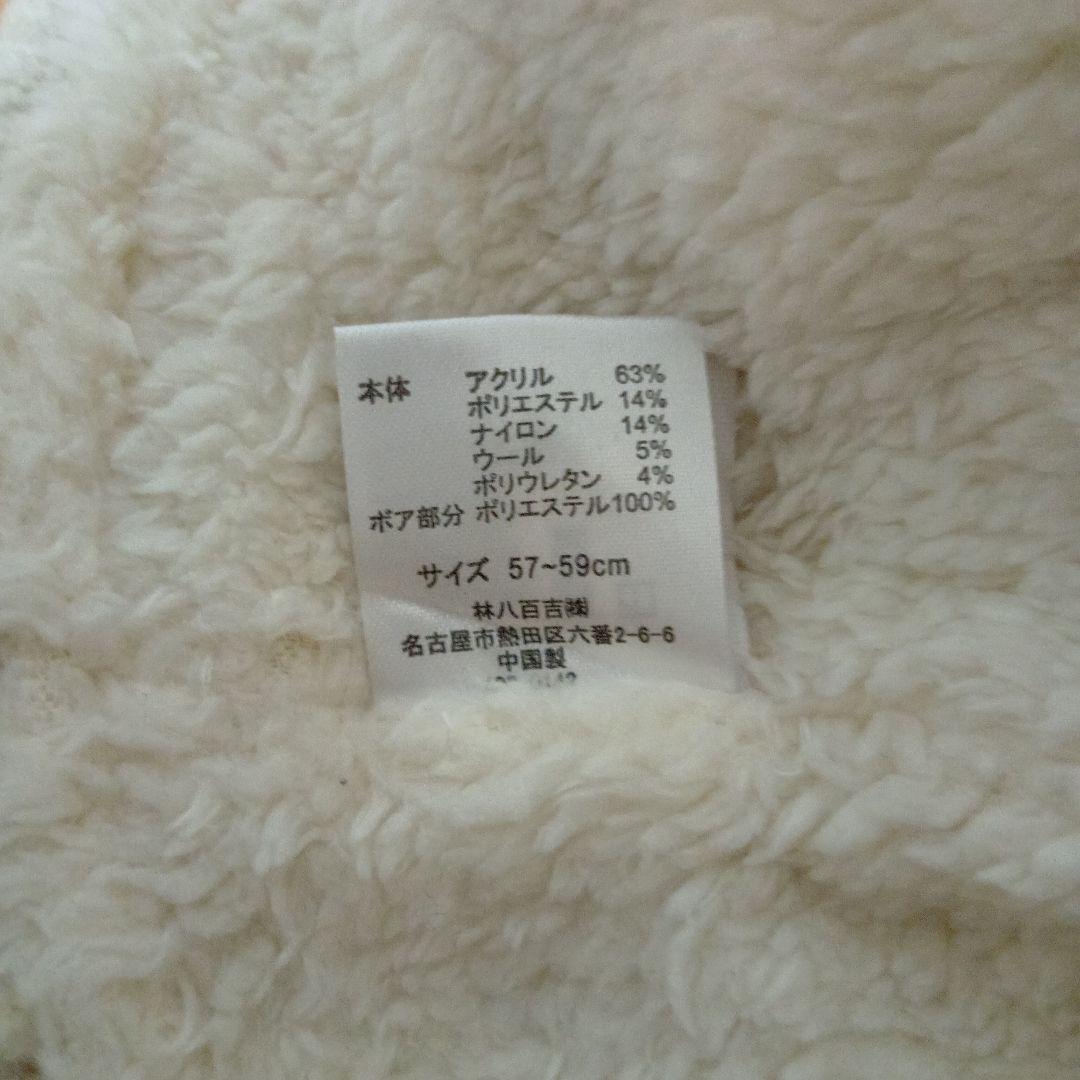 本体 アクリル 63%
ポリエステル 14%
ナイロン 14%
ウール 5%
ポリウレタン 4%
ボア部分 ポリエステル100%
サイズ 57~59cm
林八百吉㈱
名古屋市熱田区六番2-6-6
中国製